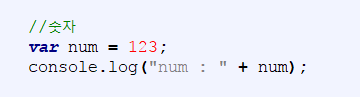 //숫자
var num = 123;
console.log("num : " + num);